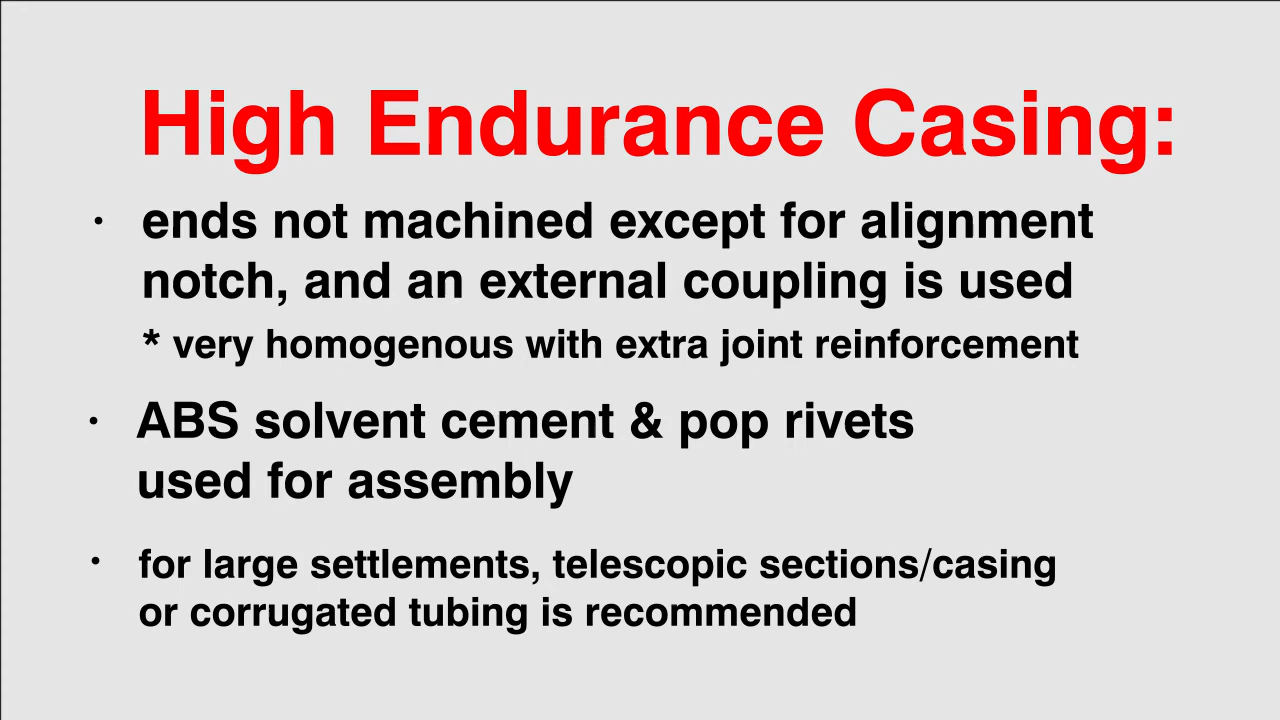 High Endurance Casing:
· ends not machined except for alignment
notch, and an external coupling is used
* very homogenous with extra joint reinforcement
· ABS solvent cement & pop rivets
used for assembly
· for large settlements, telescopic sections/casing
or corrugated tubing is recommended